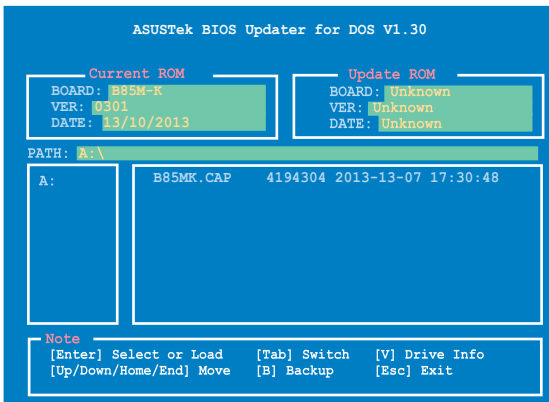 ASUSTek BIOS Updater for DOS V1.30
Current ROM
BOARD: B85M-K
VER: 0301
DATE: 13/10/2013
Update ROM
BOARD: Unknown
VER: Unknown
DATE: Unknown
PATH: A:\
A:
B85MK.CAP 4194304 2013-13-07 17:30:48
Note
[Enter] Select or Load [Tab] Switch [V] Drive Info
[Up/Down/Home/End] Move [B] Backup [Esc] Exit